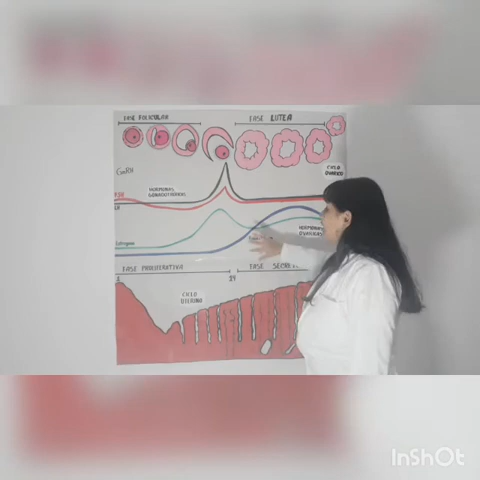 FASE FOLICULAR
FASE LUTEA
CICLO
OVARICO
GnRH
HORMONAS
GONADOTROPINAS
FSH
LH
HORMONAS
OVARICAS
Estrogeno
FASE PROLIFERATIVA
FASE SECRE
1
14
CICLO
UTERINO
InShOt